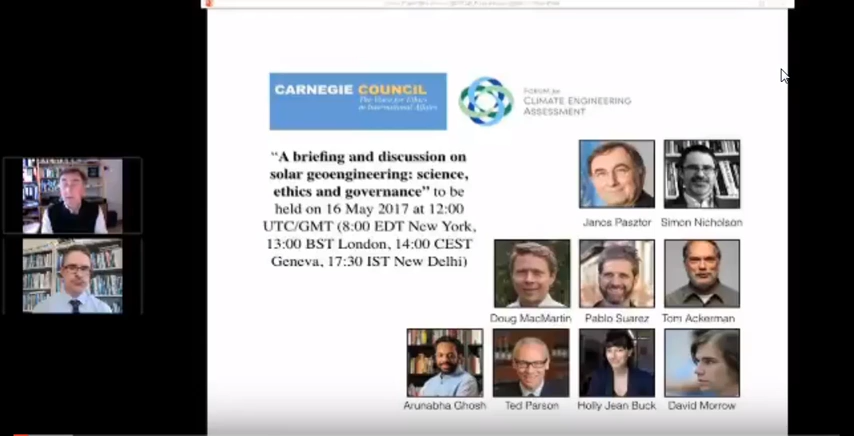 CARNEGIE COUNCIL
The Voice for Ethics
in International Affairs
FORUM for
CLIMATE ENGINEERING
ASSESSMENT
“A briefing and discussion on
solar geoengineering: science,
ethics and governance” to be
held on 16 May 2017 at 12:00
UTC/GMT (8:00 EDT New York,
13:00 BST London, 14:00 CEST
Geneva, 17:30 IST New Delhi)
Janos Pasztor Simon Nicholson
Doug MacMartin Pablo Suarez Tom Ackerman
Arunabha Ghosh Ted Parson Holly Jean Buck David Morrow